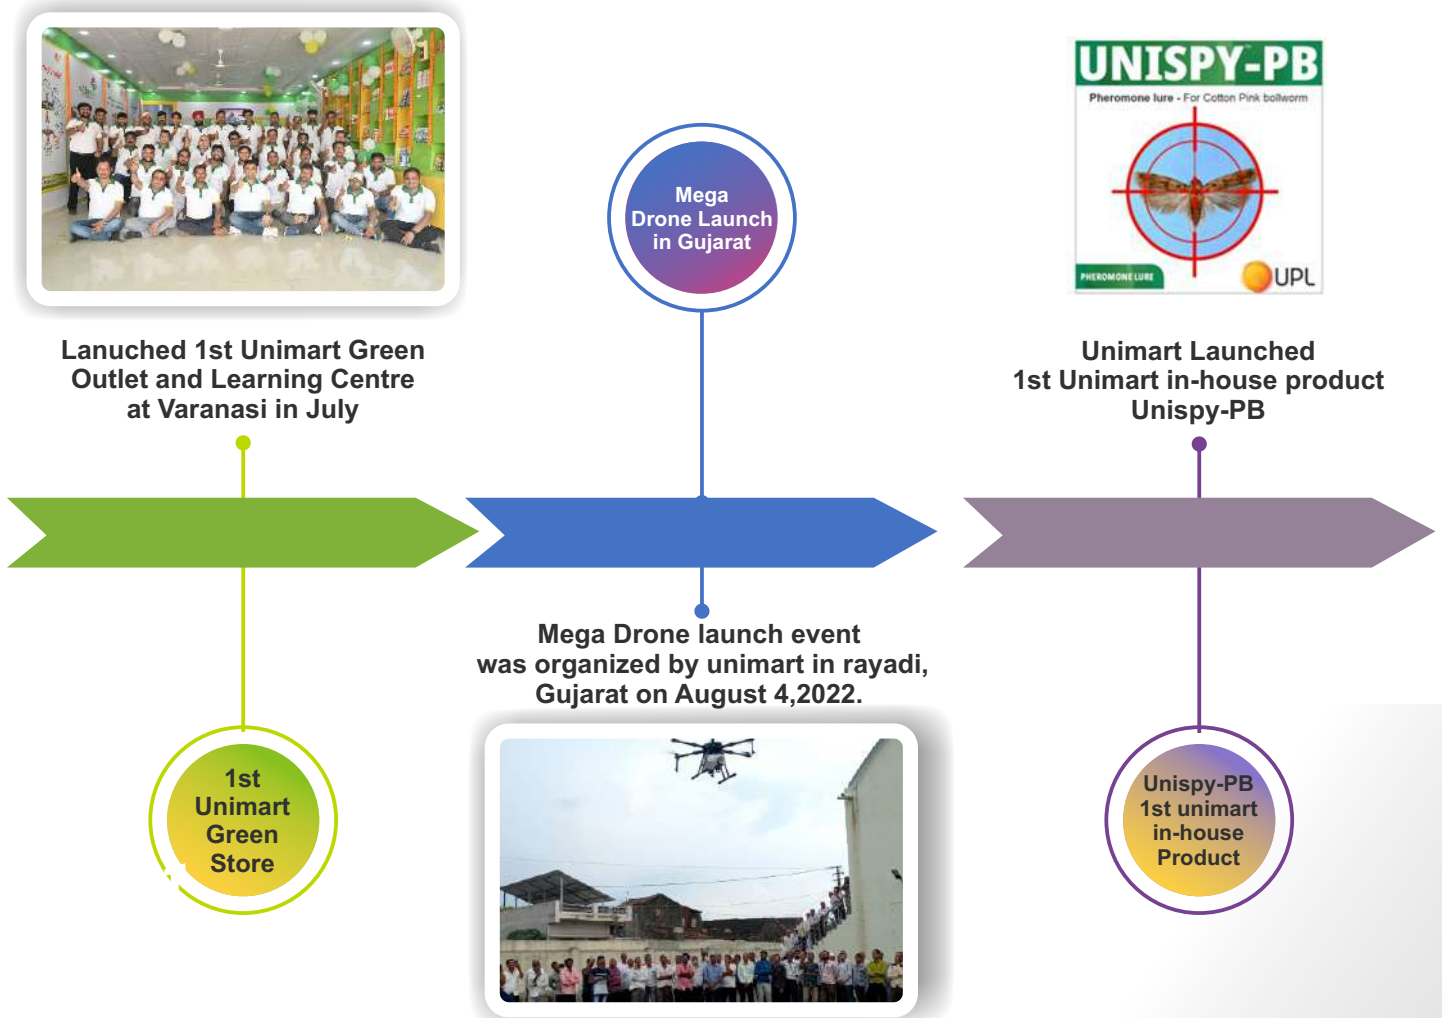 UNISPY-PB
Pheromone lure - For Cotton Pink bollworm
PHEROMONE LURE
UPL
Mega
Drone Launch
in Gujarat
Lanuched 1st Unimart Green
Outlet and Learning Centre
at Varanasi in July
Unimart Launched
1st Unimart in-house product
Unispy-PB
Mega Drone launch event
was organized by unimart in rayadi,
Gujarat on August 4,2022.
1st
Unimart
Green
Store
Unispy-PB
1st unimart
in-house
Product